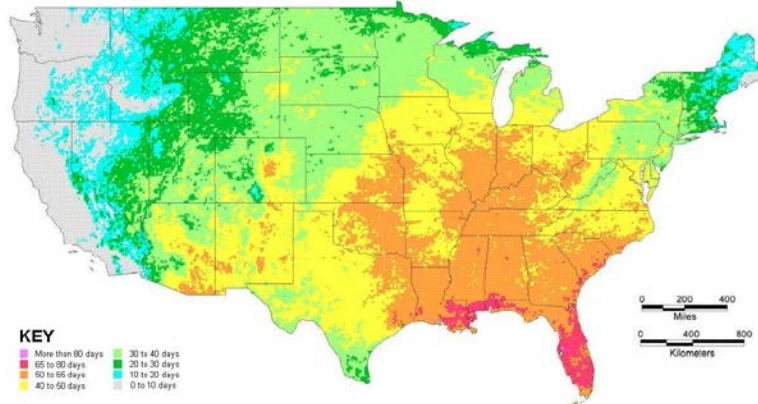 KEY
More than 80 days
65 to 80 days
50 to 65 days
40 to 50 days
30 to 40 days
20 to 30 days
10 to 20 days
0 to 10 days
0 200 400
Miles
0 400 800
Kilometers